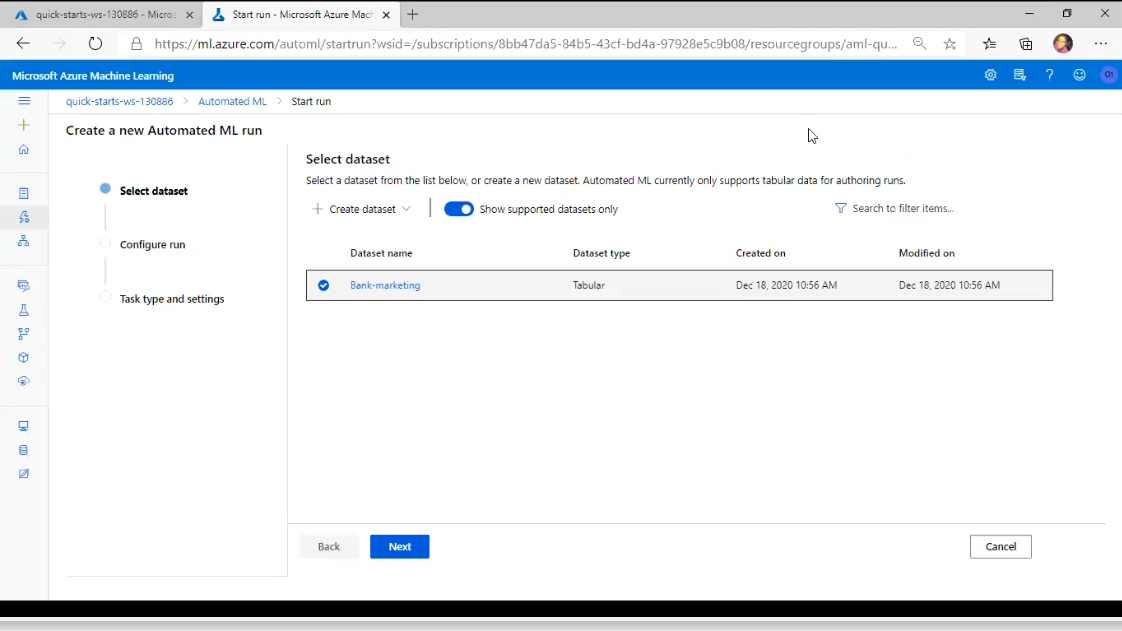 quick-starts-ws-130886 - Micro
Start run - Microsoft Azure Mach
https://ml.azure.com/automl/startrun?wsid=/subscriptions/8bb47da5-84b5-43cf-bd4a-97928e5c9b08/resourcegroups/aml-qu...
Microsoft Azure Machine Learning
01
quick-starts-ws-130886 > Automated ML > Start run
Create a new Automated ML run
Select dataset
Configure run
Task type and settings
Select dataset
Select a dataset from the list below, or create a new dataset. Automated ML currently only supports tabular data for authoring runs.
Create dataset
Show supported datasets only
Search to filter items...
Dataset name Dataset type Created on Modified on
Bank-marketing Tabular Dec 18, 2020 10:56 AM Dec 18, 2020 10:56 AM
Back Next Cancel